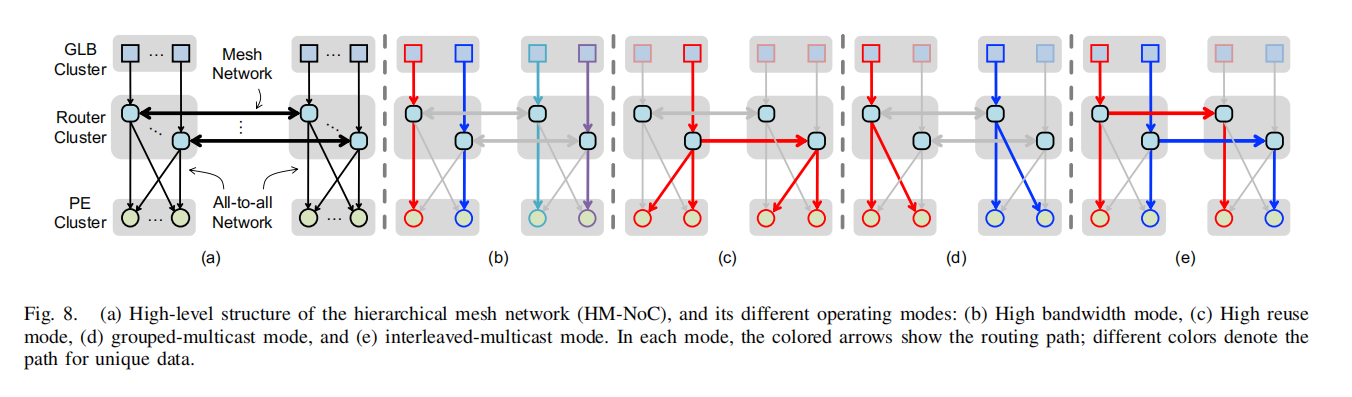 GLB
Cluster
Mesh
Network
Router
Cluster
PE
Cluster
All-to-all
Network
(a)
(b)
(c)
(d)
(e)
Fig. 8. (a) High-level structure of the hierarchical mesh network (HM-NoC), and its different operating modes: (b) High bandwidth mode, (c) High reuse
mode, (d) grouped-multicast mode, and (e) interleaved-multicast mode. In each mode, the colored arrows show the routing path; different colors denote the
path for unique data.